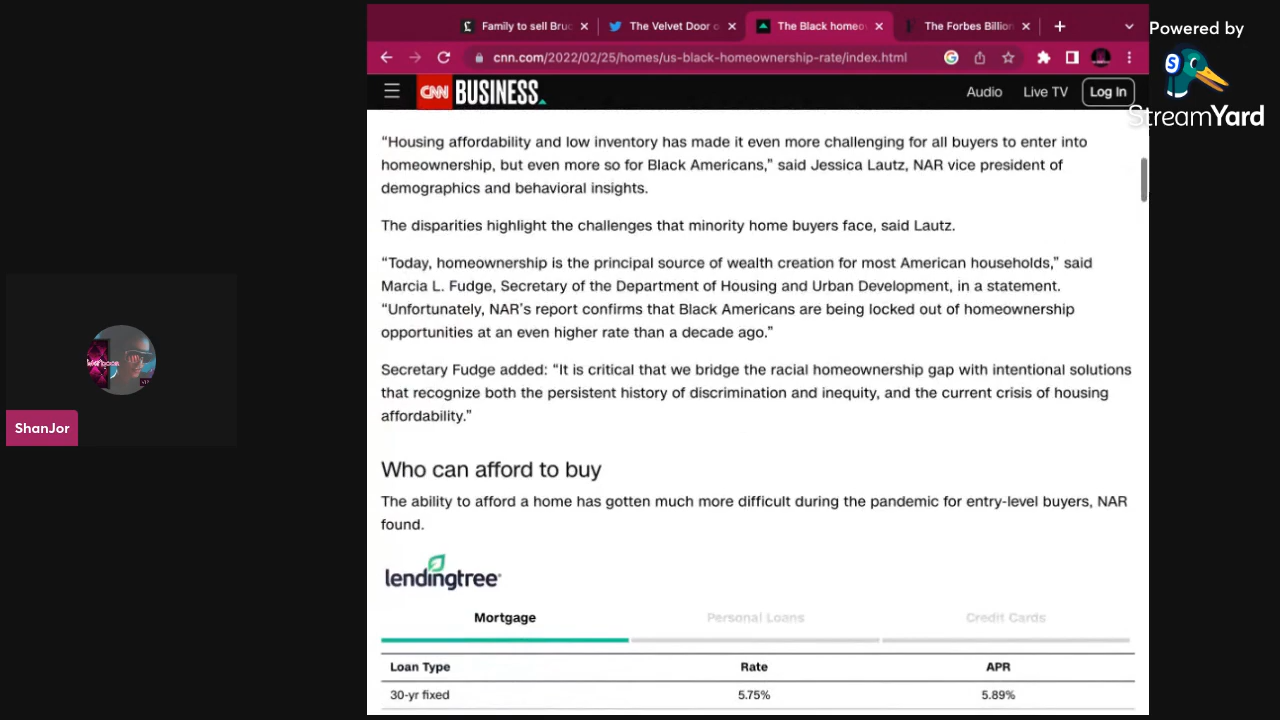 Family to sell Bruc
The Velvet Door o
The Black homeo
The Forbes Billion
Powered by
StreamYard
cnn.com/2022/02/25/homes/us-black-homeownership-rate/index.html
CNN BUSINESS
Audio
Live TV
Log In
“Housing affordability and low inventory has made it even more challenging for all buyers to enter into
homeownership, but even more so for Black Americans,” said Jessica Lautz, NAR vice president of
demographics and behavioral insights.
The disparities highlight the challenges that minority home buyers face, said Lautz.
“Today, homeownership is the principal source of wealth creation for most American households,” said
Marcia L. Fudge, Secretary of the Department of Housing and Urban Development, in a statement.
“Unfortunately, NAR’s report confirms that Black Americans are being locked out of homeownership
opportunities at an even higher rate than a decade ago.”
Secretary Fudge added: “It is critical that we bridge the racial homeownership gap with intentional solutions
that recognize both the persistent history of discrimination and inequity, and the current crisis of housing
affordability.”
ShanJor
Who can afford to buy
The ability to afford a home has gotten much more difficult during the pandemic for entry-level buyers, NAR
found.
lendingtree
Mortgage Personal Loans Credit Cards
Loan Type Rate APR
30-yr fixed 5.75% 5.89%